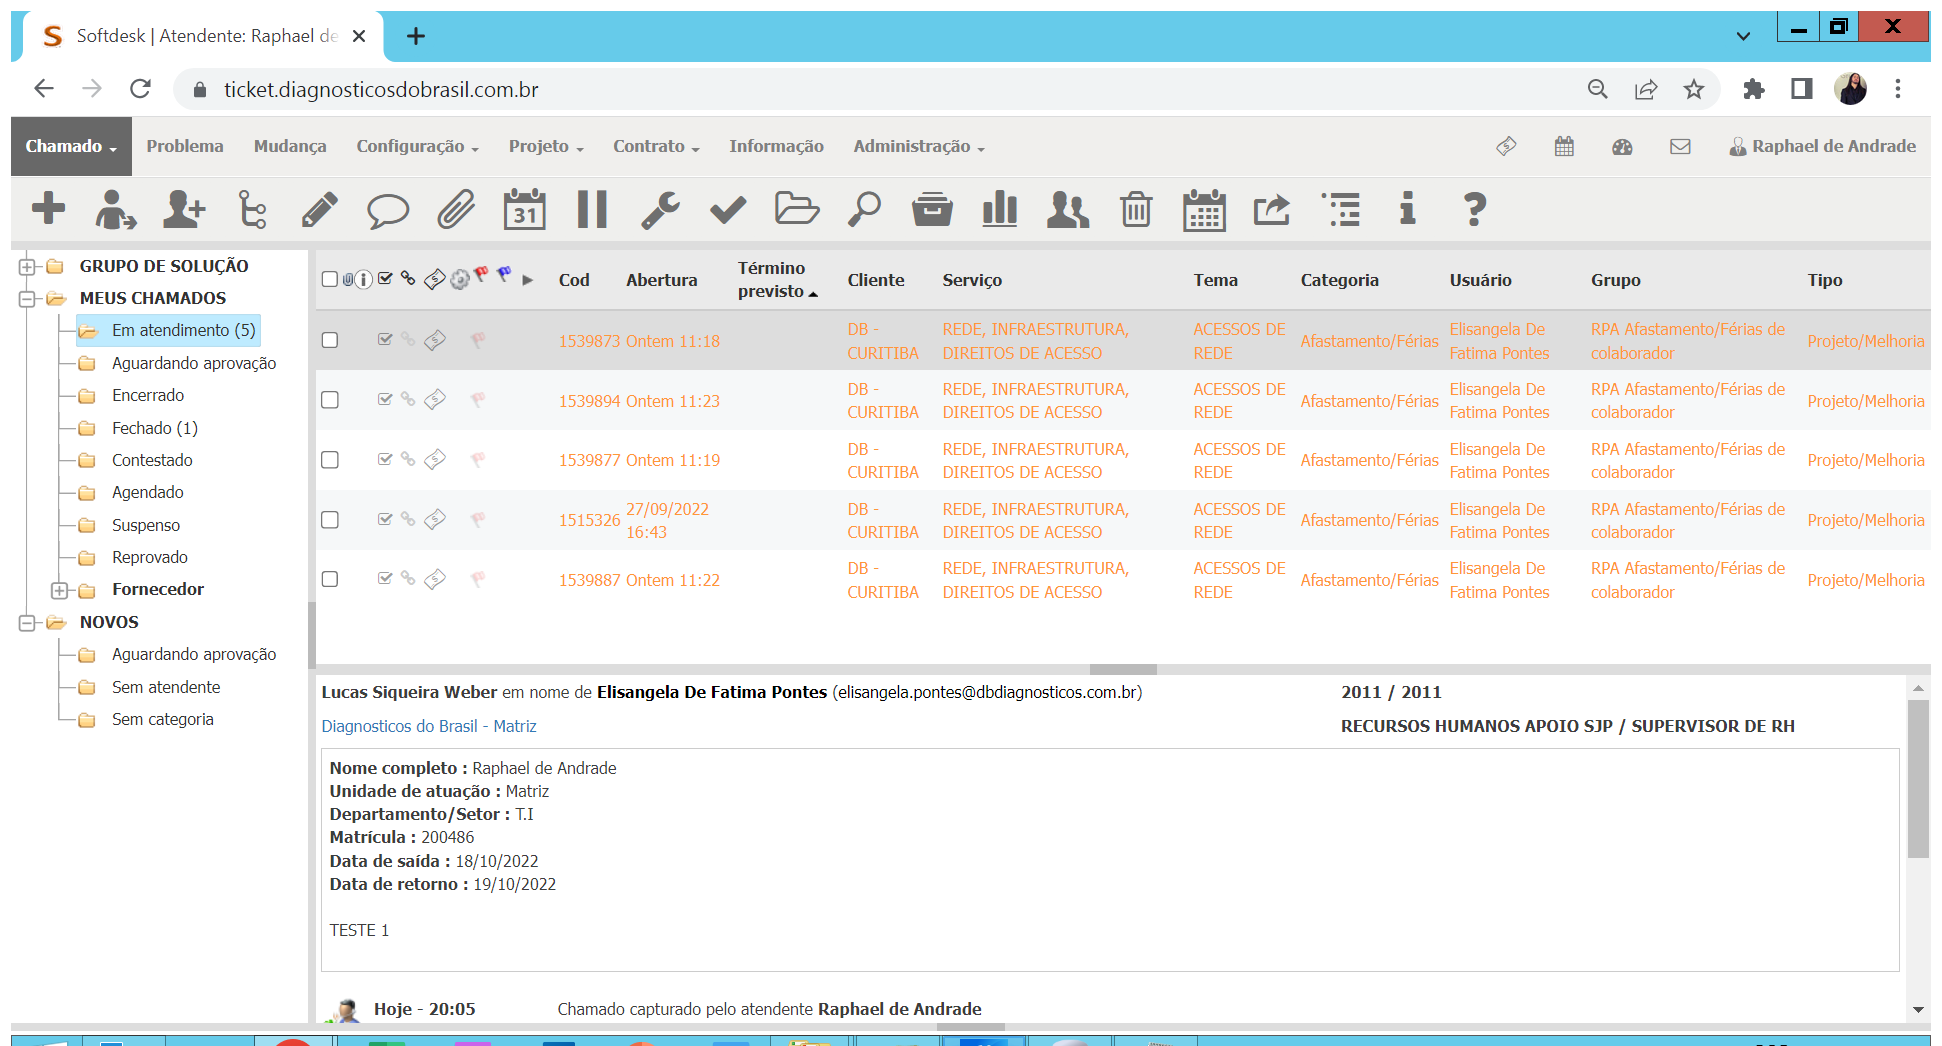 Softdesk | Atendente: Raphael de
ticket.diagnosticosdobrasil.com.br
Chamado Problema Mudança Configuração Projeto Contrato Informação Administração Raphael de Andrade
31
GRUPO DE SOLUÇÃO
MEUS CHAMADOS
Em atendimento (5)
Aguardando aprovação
Encerrado
Fechado (1)
Contestado
Agendado
Suspenso
Reprovado
Fornecedor
NOVOS
Aguardando aprovação
Sem atendente
Sem categoria
Cod Abertura Término previsto Cliente Serviço Tema Categoria Usuário Grupo Tipo
1539873 Ontem 11:18 DB - CURITIBA REDE, INFRAESTRUTURA, DIREITOS DE ACESSO ACESSOS DE REDE Afastamento/Férias Elisangela De Fatima Pontes RPA Afastamento/Férias de colaborador Projeto/Melhoria
1539894 Ontem 11:23 DB - CURITIBA REDE, INFRAESTRUTURA, DIREITOS DE ACESSO ACESSOS DE REDE Afastamento/Férias Elisangela De Fatima Pontes RPA Afastamento/Férias de colaborador Projeto/Melhoria
1539877 Ontem 11:19 DB - CURITIBA REDE, INFRAESTRUTURA, DIREITOS DE ACESSO ACESSOS DE REDE Afastamento/Férias Elisangela De Fatima Pontes RPA Afastamento/Férias de colaborador Projeto/Melhoria
1515326 27/09/2022 16:43 DB - CURITIBA REDE, INFRAESTRUTURA, DIREITOS DE ACESSO ACESSOS DE REDE Afastamento/Férias Elisangela De Fatima Pontes RPA Afastamento/Férias de colaborador Projeto/Melhoria
1539887 Ontem 11:22 DB - CURITIBA REDE, INFRAESTRUTURA, DIREITOS DE ACESSO ACESSOS DE REDE Afastamento/Férias Elisangela De Fatima Pontes RPA Afastamento/Férias de colaborador Projeto/Melhoria
Lucas Siqueira Weber em nome de Elisangela De Fatima Pontes (elisangela.pontes@dbdiagnosticos.com.br) 2011 / 2011
Diagnosticos do Brasil - Matriz RECURSOS HUMANOS APOIO SJP / SUPERVISOR DE RH
Nome completo : Raphael de Andrade
Unidade de atuação : Matriz
Departamento/Setor : T.I
Matrícula : 200486
Data de saída : 18/10/2022
Data de retorno : 19/10/2022
TESTE 1
Hoje - 20:05 Chamado capturado pelo atendente Raphael de Andrade